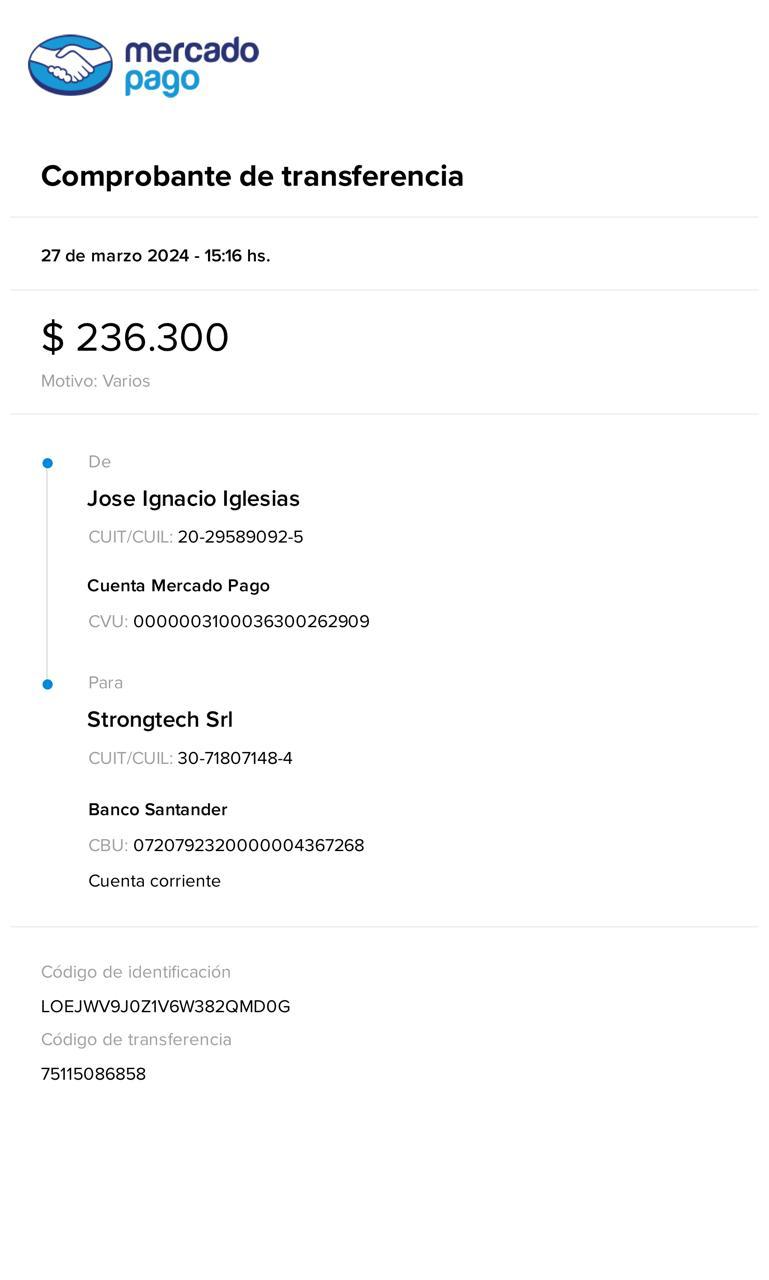 mercado
pago
Comprobante de transferencia
27 de marzo 2024 - 15:16 hs.
$ 236.300
Motivo: Varios
De
Jose Ignacio Iglesias
CUIT/CUIL: 20-29589092-5
Cuenta Mercado Pago
CVU: 0000003100036300262909
Para
Strongtech Srl
CUIT/CUIL: 30-71807148-4
Banco Santander
CBU: 0720792320000004367268
Cuenta corriente
Código de identificación
LOEJWV9J0Z1V6W382QMD0G
Código de transferencia
75115086858